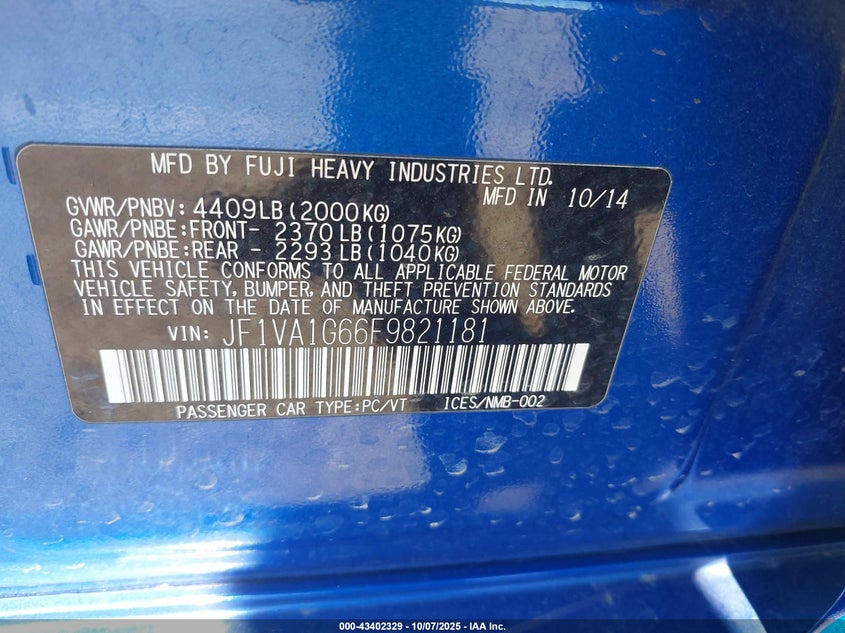 MFD BY FUJI HEAVY INDUSTRIES LTD.
MFD IN 10/14
GVWR/PNBV: 4409LB(2000KG)
GAWR/PNBE:FRONT- 2370LB(1075KG)
GAWR/PNBE:REAR - 2293LB(1040KG)
THIS VEHICLE CONFORMS TO ALL APPLICABLE FEDERAL MOTOR
VEHICLE SAFETY, BUMPER, AND THEFT PREVENTION STANDARDS
IN EFFECT ON THE DATE OF MANUFACTURE SHOWN ABOVE.
VIN: JF1VA1G66F9821181
PASSENGER CAR TYPE:PC/VT ICES/NMB-002
000-43402329 - 10/07/2025 - IAA Inc.